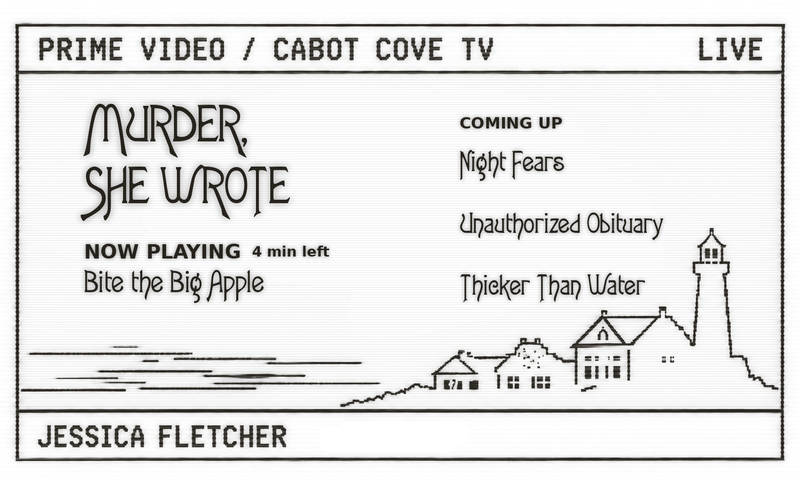 PRIME VIDEO / CABOT COVE TV
LIVE
MURDER,
SHE WROTE
NOW PLAYING 4 min left
Bite the Big Apple
COMING UP
Night Fears
Unauthorized Obituary
Thicker Than Water
JESSICA FLETCHER